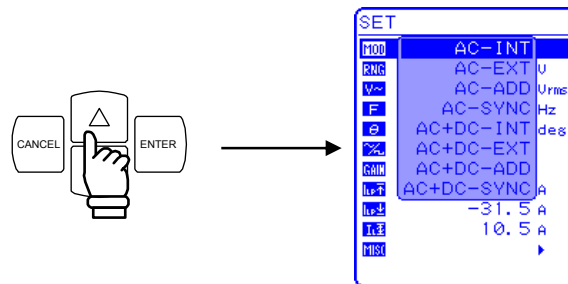 CANCEL
ENTER
SET
MOD AC-INT
RNG AC-EXT V
V~ AC-ADD Vrms
F AC-SYNC Hz
θ AC+DC-INT deg
AC+DC-EXT
GAIN AC+DC-ADD
AC+DC-SYNC A
-31.5 A
10.5 A
MISC